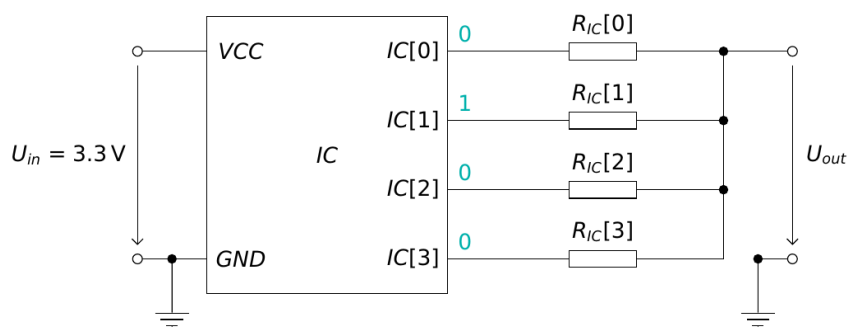 0
R_IC[0]
VCC
IC[0]
1
R_IC[1]
IC[1]
U_in = 3.3 V
IC
0
R_IC[2]
U_out
IC[2]
0
R_IC[3]
GND
IC[3]